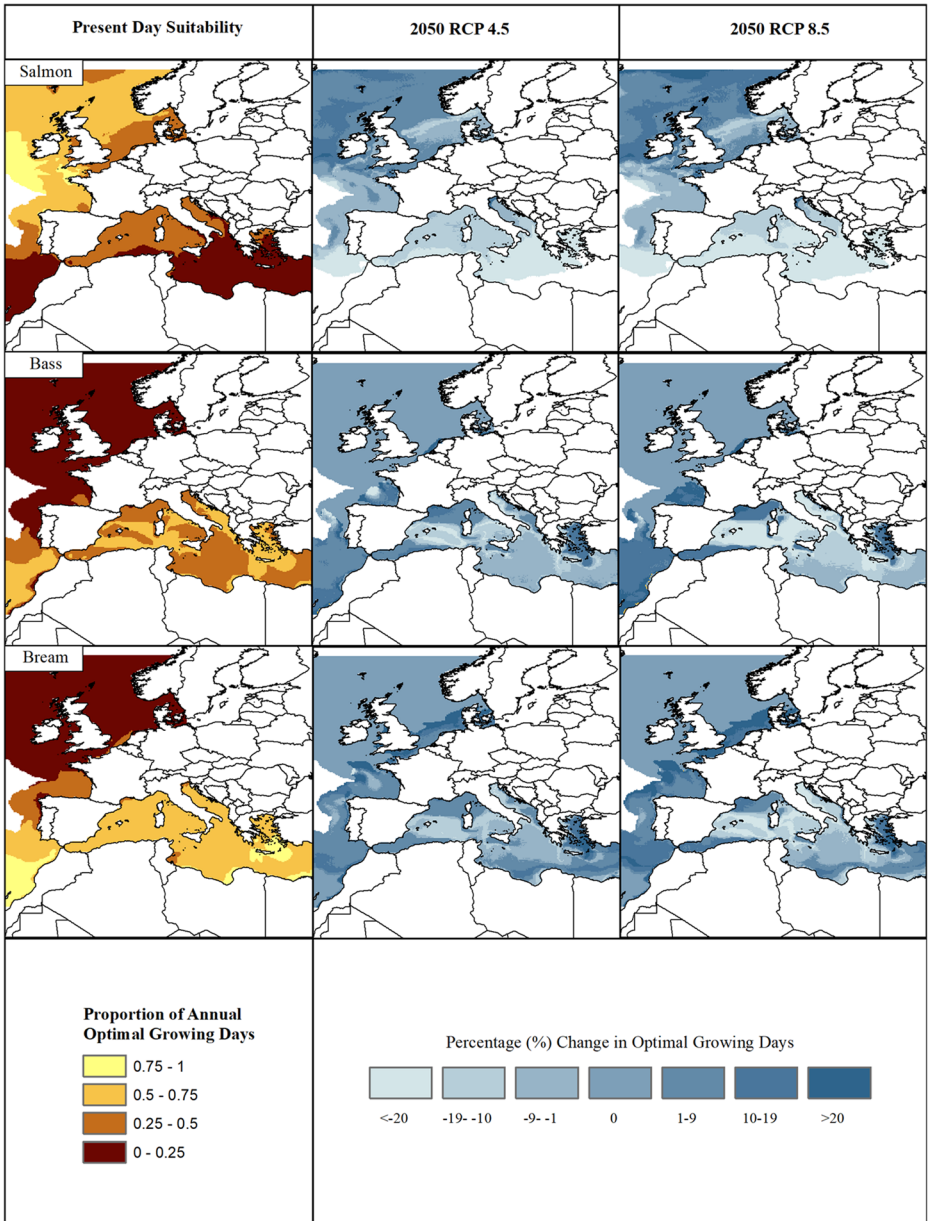 Present Day Suitability
2050 RCP 4.5
2050 RCP 8.5
Salmon
Bass
Bream
Proportion of Annual
Optimal Growing Days
0.75 - 1
0.5 - 0.75
0.25 - 0.5
0 - 0.25
Percentage (%) Change in Optimal Growing Days
<-20
-19- -10
-9- -1
0
1-9
10-19
>20